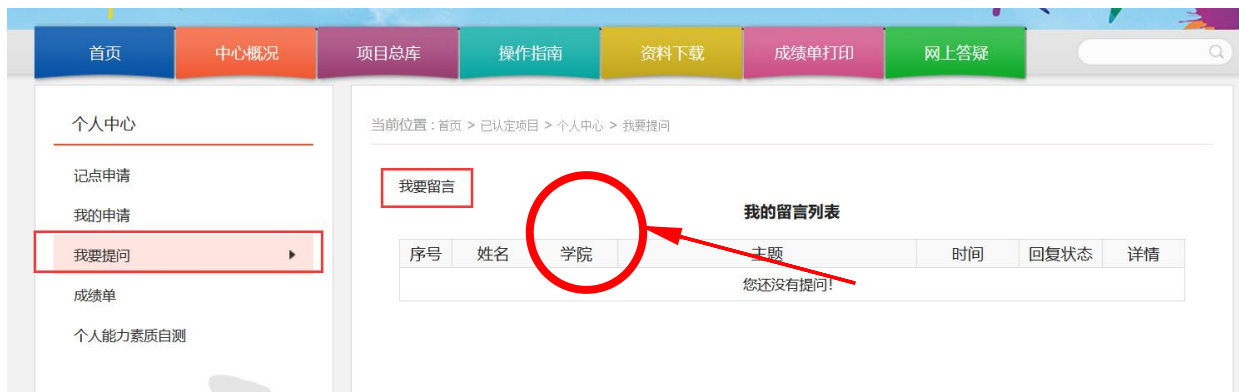 首页 中心概况 项目总库 操作指南 资料下载 成绩单打印 网上答疑
个人中心
记点申请
我的申请
我要提问
成绩单
个人能力素质自测
当前位置：首页 > 已认定项目 > 个人中心 > 我要提问
我要留言
我的留言列表
序号 姓名 学院 主题 时间 回复状态 详情
您还没有提问！